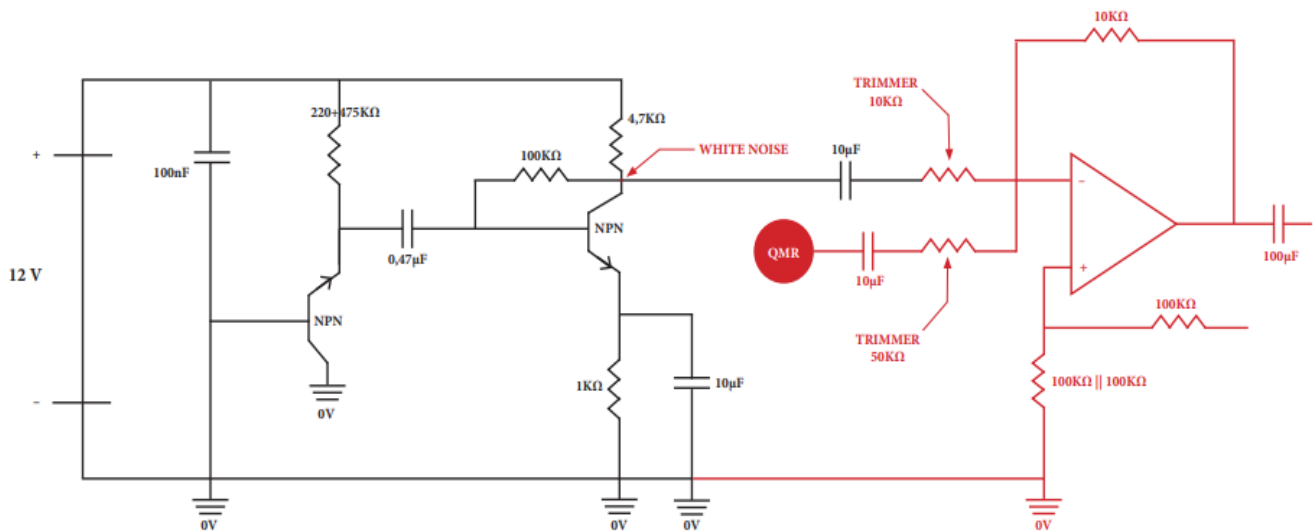 10KΩ
TRIMMER
10KΩ
220+475KΩ
4,7KΩ
+
100nF
100KΩ
WHITE NOISE
10µF
−
NPN
NPN
QMR
0,47µF
12 V
10µF
+
100µF
100KΩ
NPN
TRIMMER
50KΩ
1KΩ
10µF
100KΩ || 100KΩ
−
0V
0V
0V
0V
0V